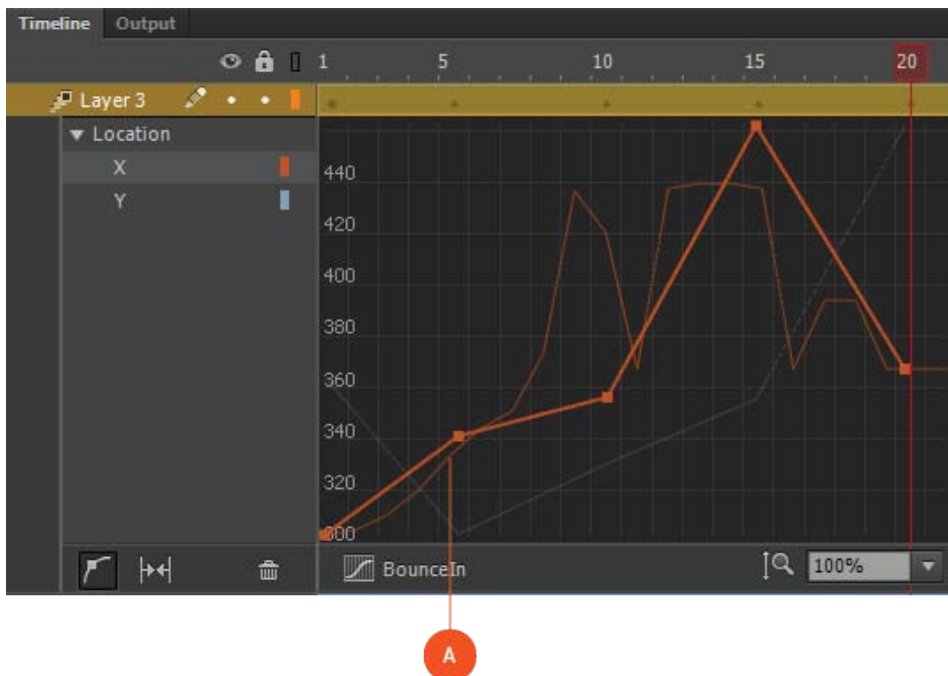 Timeline Output
1 5 10 15 20
Layer 3
Location
X
Y
440
420
400
380
360
340
320
300
BounceIn 100%
A